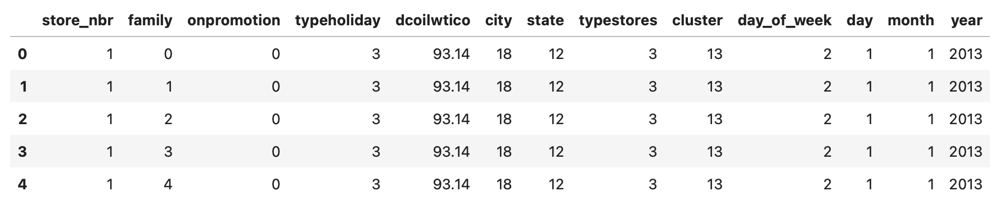 store_nbr family onpromotion typeholiday dcoilwtico city state typestores cluster day_of_week day month year
0 1 0 0 3 93.14 18 12 3 13 2 1 1 2013
1 1 1 0 3 93.14 18 12 3 13 2 1 1 2013
2 1 2 0 3 93.14 18 12 3 13 2 1 1 2013
3 1 3 0 3 93.14 18 12 3 13 2 1 1 2013
4 1 4 0 3 93.14 18 12 3 13 2 1 1 2013